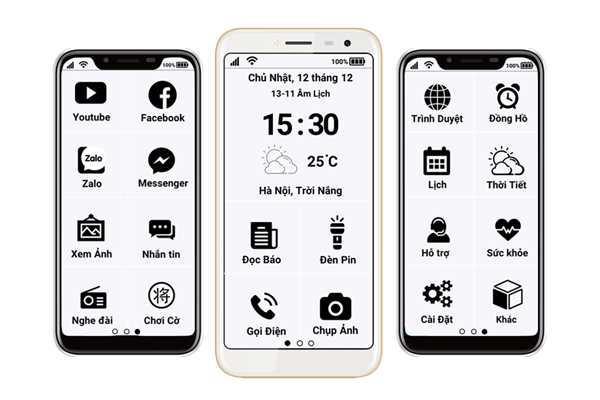 100%
Youtube
Facebook
Zalo
Zalo
Messenger
Xem Ảnh
Nhắn tin
Nghe đài
將
Chơi Cờ
100%
Chủ Nhật, 12 tháng 12
13-11 Âm Lịch
15:30
25°C
Hà Nội, Trời Nắng
Đọc Báo
Đèn Pin
Gọi Điện
Chụp Ảnh
100%
Trình Duyệt
Đồng Hồ
Lịch
Thời Tiết
Hỗ trợ
Sức khỏe
Cài Đặt
Khác